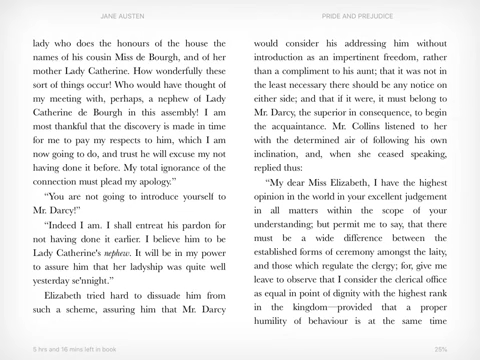 JANE AUSTEN
lady who does the honours of the house the
names of his cousin Miss de Bourgh, and of her
mother Lady Catherine. How wonderfully these
sort of things occur! Who would have thought of
my meeting with, perhaps, a nephew of Lady
Catherine de Bourgh in this assembly! I am
most thankful that the discovery is made in time
for me to pay my respects to him, which I am
now going to do, and trust he will excuse my not
having done it before. My total ignorance of the
connection must plead my apology.”
“You are not going to introduce yourself to
Mr. Darcy!”
“Indeed I am. I shall entreat his pardon for
not having done it earlier. I believe him to be
Lady Catherine's nephew. It will be in my power
to assure him that her ladyship was quite well
yesterday se'nnight.”
Elizabeth tried hard to dissuade him from
such a scheme, assuring him that Mr. Darcy
5 hrs and 16 mins left in book
PRIDE AND PREJUDICE
would consider his addressing him without
introduction as an impertinent freedom, rather
than a compliment to his aunt; that it was not in
the least necessary there should be any notice on
either side; and that if it were, it must belong to
Mr. Darcy, the superior in consequence, to begin
the acquaintance. Mr. Collins listened to her
with the determined air of following his own
inclination, and, when she ceased speaking,
replied thus:
“My dear Miss Elizabeth, I have the highest
opinion in the world in your excellent judgement
in all matters within the scope of your
understanding; but permit me to say, that there
must be a wide difference between the
established forms of ceremony amongst the laity,
and those which regulate the clergy; for, give me
leave to observe that I consider the clerical office
as equal in point of dignity with the highest rank
in the kingdom—provided that a proper
humility of behaviour is at the same time
25%